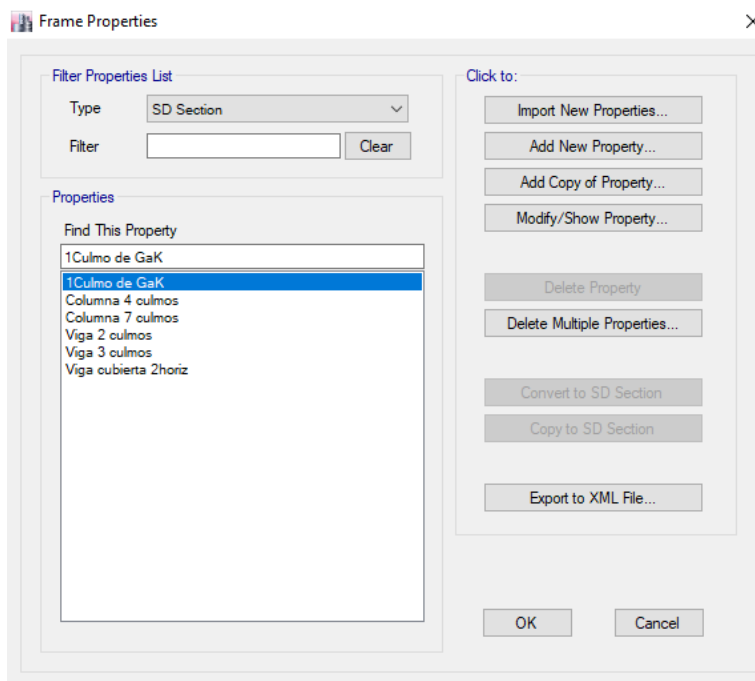 Frame Properties
Filter Properties List
Type
SD Section
Filter
Clear
Properties
Find This Property
1Culmo de GaK
1Culmo de GaK
Columna 4 culmos
Columna 7 culmos
Viga 2 culmos
Viga 3 culmos
Viga cubierta 2horiz
Click to:
Import New Properties...
Add New Property...
Add Copy of Property...
Modify/Show Property...
Delete Property
Delete Multiple Properties...
Convert to SD Section
Copy to SD Section
Export to XML File...
OK
Cancel